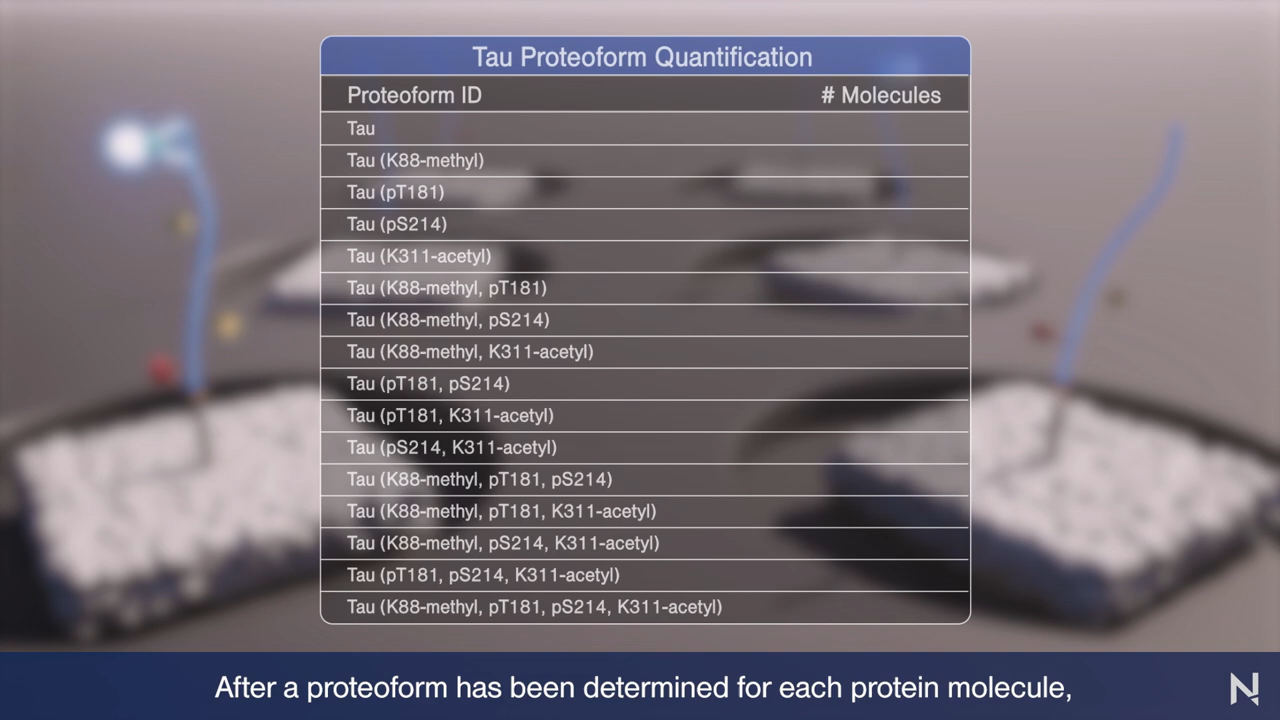 Tau Proteoform Quantification
Proteoform ID # Molecules
Tau
Tau (K88-methyl)
Tau (pT181)
Tau (pS214)
Tau (K311-acetyl)
Tau (K88-methyl, pT181)
Tau (K88-methyl, pS214)
Tau (K88-methyl, K311-acetyl)
Tau (pT181, pS214)
Tau (pT181, K311-acetyl)
Tau (pS214, K311-acetyl)
Tau (K88-methyl, pT181, pS214)
Tau (K88-methyl, pT181, K311-acetyl)
Tau (K88-methyl, pS214, K311-acetyl)
Tau (pT181, pS214, K311-acetyl)
Tau (K88-methyl, pT181, pS214, K311-acetyl)
After a proteoform has been determined for each protein molecule,
N